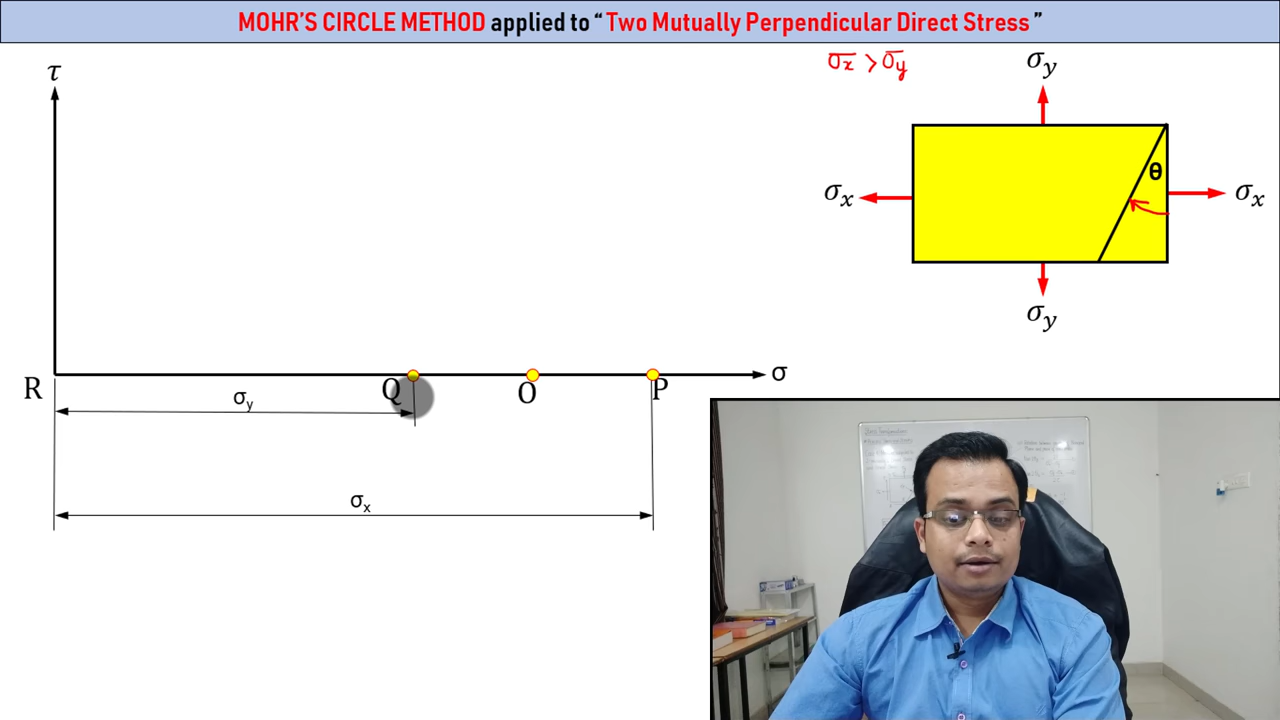 MOHR'S CIRCLE METHOD applied to “ Two Mutually Perpendicular Direct Stress ”
τ
σx > σy
σy
θ
σx
σx
σy
R
Q
O
P
σ
σy
σx